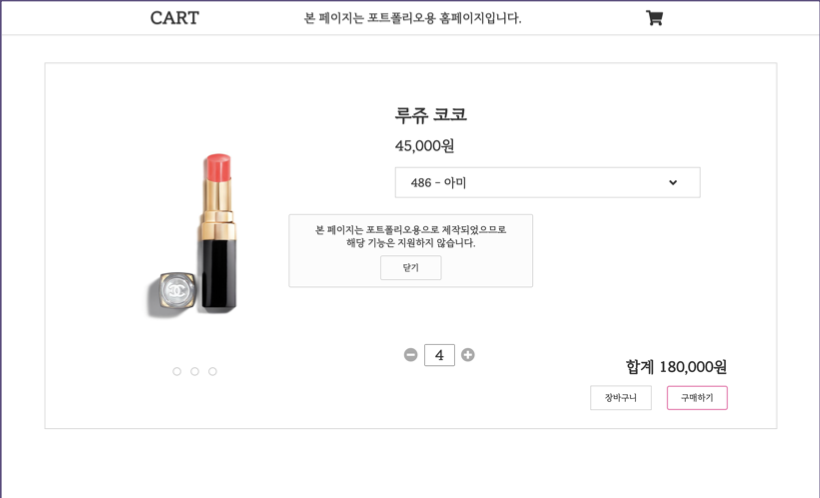 CART
본 페이지는 포트폴리오용 홈페이지입니다.
루쥬 코코
45,000원
486 - 아미
본 페이지는 포트폴리오용으로 제작되었으므로
해당 기능은 지원하지 않습니다.
닫기
4
합계 180,000원
장바구니
구매하기